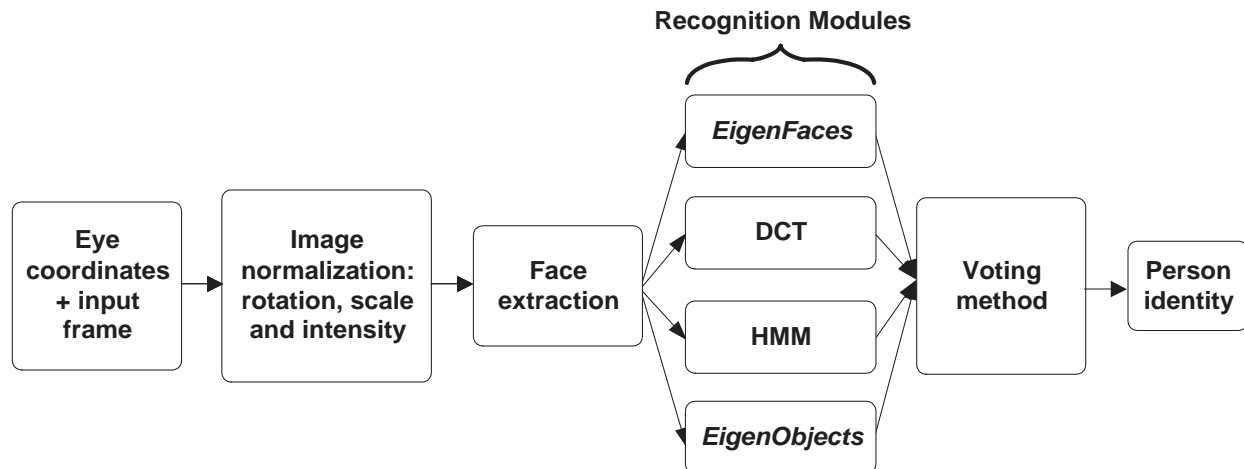 Recognition Modules
Eye
coordinates
+ input
frame
Image
normalization:
rotation, scale
and intensity
Face
extraction
EigenFaces
DCT
HMM
EigenObjects
Voting
method
Person
identity